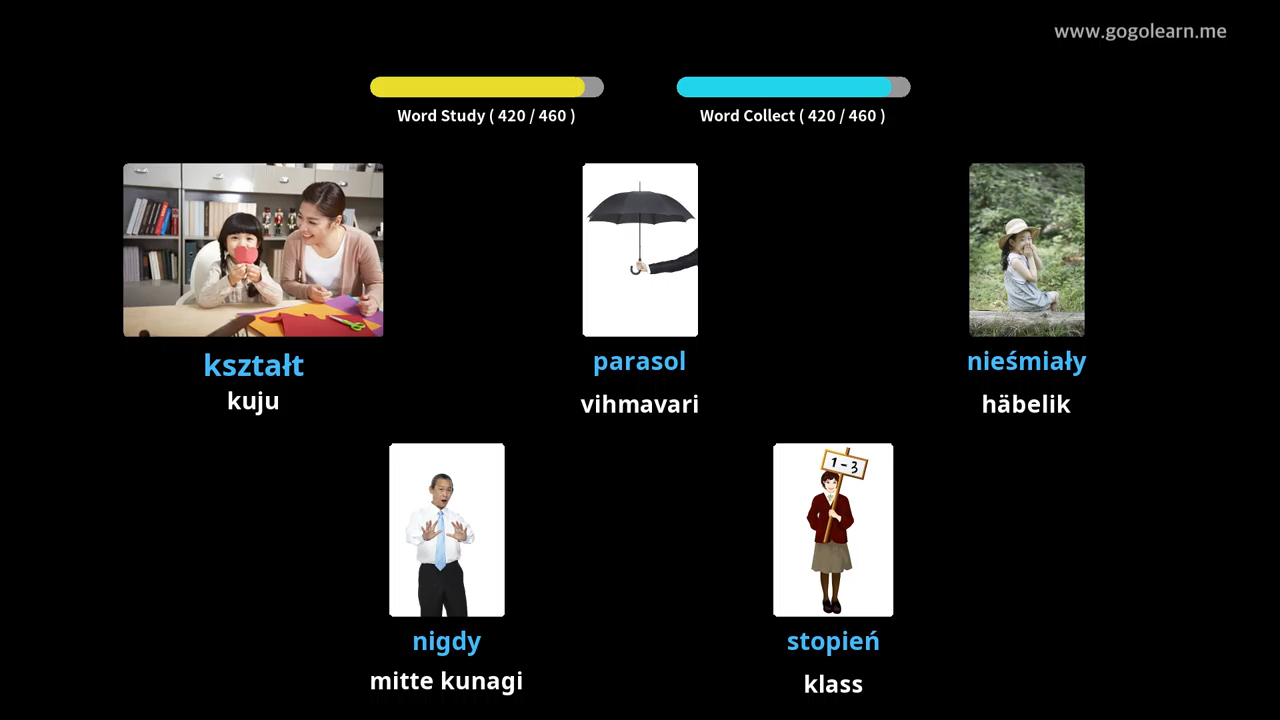 www.gogolearn.me
Word Study ( 420 / 460 )
Word Collect ( 420 / 460 )
kształt
kuju
parasol
vihmavari
nieśmiały
häbelik
1-3
nigdy
mitte kunagi
stopień
klass